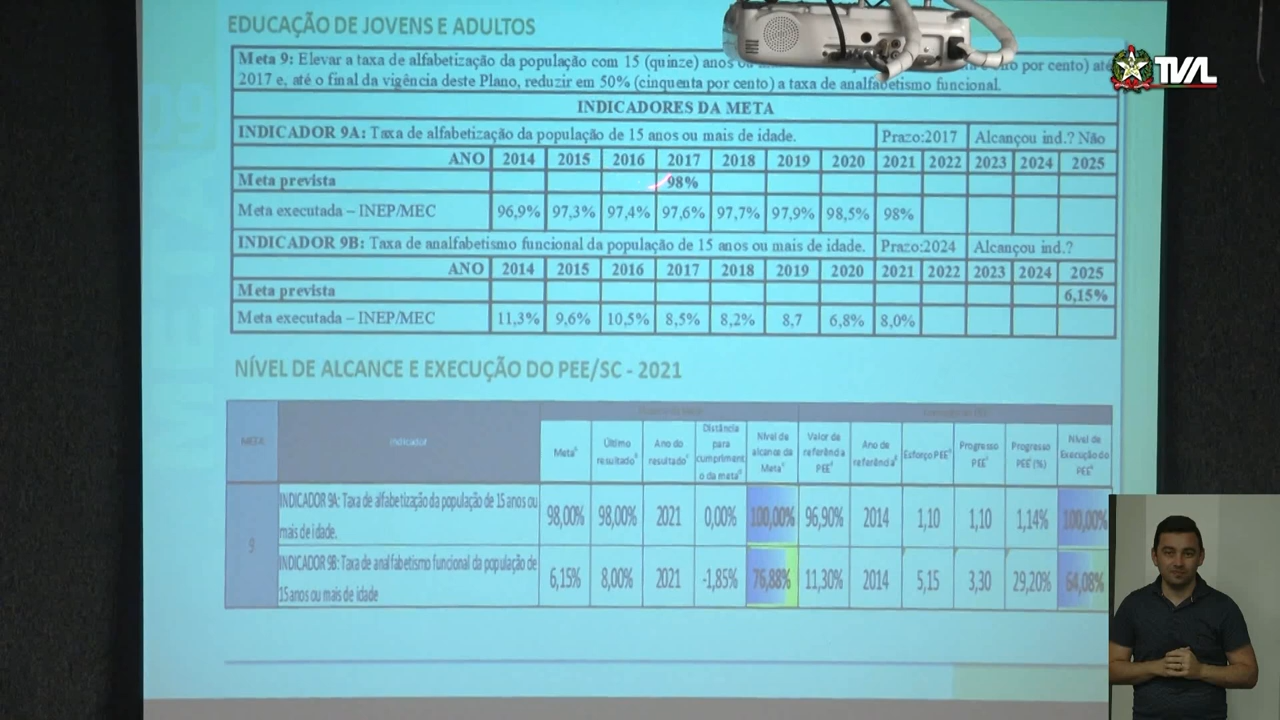 EDUCAÇÃO DE JOVENS E ADULTOS
TVAL
Meta 9: Elevar a taxa de alfabetização da população com 15 (quinze) anos por cento) até
2017 e, até o final da vigência deste Plano, reduzir em 50% (cinquenta por cento) a taxa de analfabetismo funcional.
INDICADORES DA META
INDICADOR 9A: Taxa de alfabetização da população de 15 anos ou mais de idade. Prazo:2017 Alcançou ind.? Não
ANO 2014 2015 2016 2017 2018 2019 2020 2021 2022 2023 2024 2025
Meta prevista 98%
Meta executada – INEP/MEC 96,9% 97,3% 97,4% 97,6% 97,7% 97,9% 98,5% 98%
INDICADOR 9B: Taxa de analfabetismo funcional da população de 15 anos ou mais de idade. Prazo:2024 Alcançou ind.?
ANO 2014 2015 2016 2017 2018 2019 2020 2021 2022 2023 2024 2025
Meta prevista 6,15%
Meta executada – INEP/MEC 11,3% 9,6% 10,5% 8,5% 8,2% 8,7 6,8% 8,0%
NÍVEL DE ALCANCE E EXECUÇÃO DO PEE/SC - 2021
META Indicador Meta Último resultado Ano do resultado Distância para cumprimento da meta Nível de alcance da Meta Valor de referência PEE Ano de referência Esforço PEE Progresso PEE Progresso PEE (%) Nível de Execução do PEE
9
INDICADOR 9A: Taxa de alfabetização da população de 15 anos ou
mais de idade.
98,00% 98,00% 2021 0,00% 100,00% 96,90% 2014 1,10 1,10 1,14% 100,00%
INDICADOR 9B: Taxa de analfabetismo funcional da população de
15 anos ou mais de idade
6,15% 8,00% 2021 -1,85% 76,88% 11,30% 2014 5,15 3,30 29,20% 64,08%